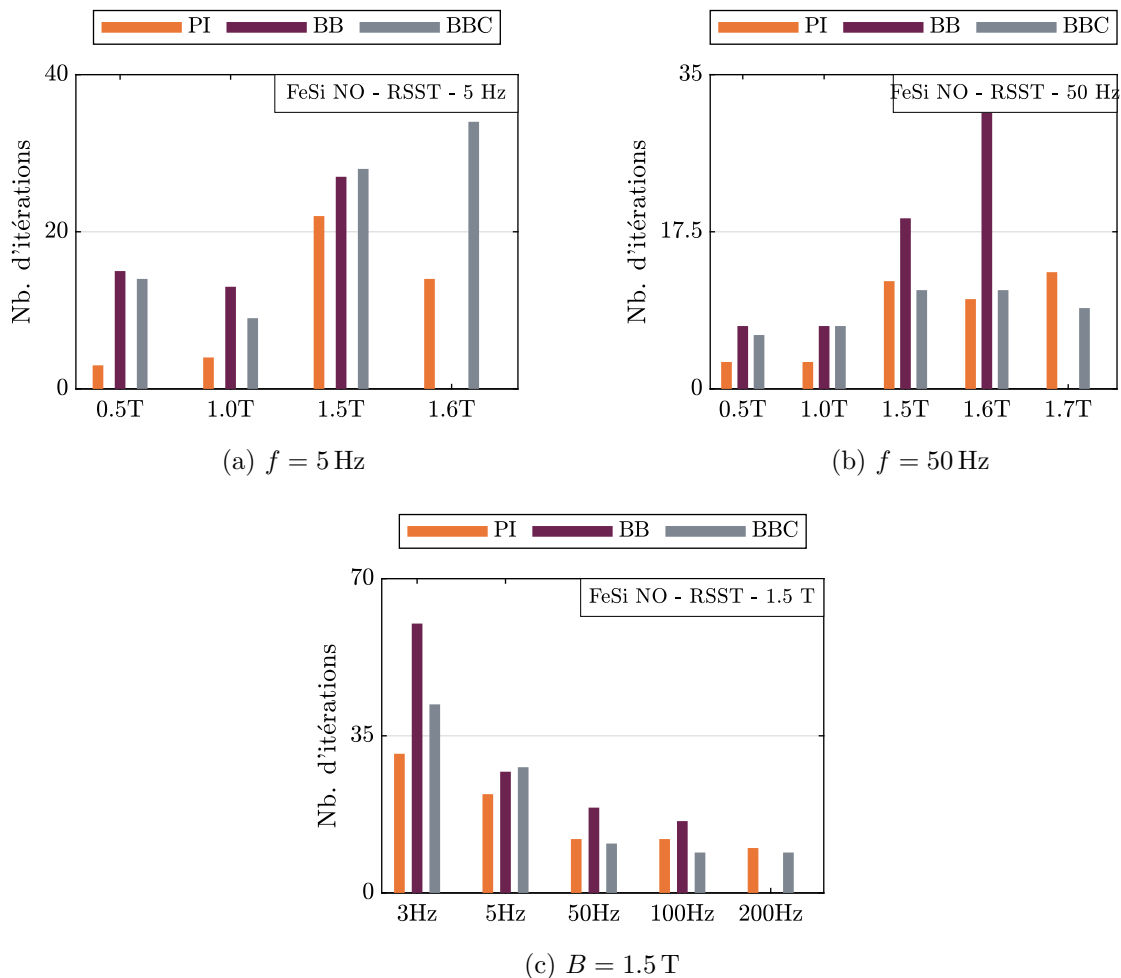 PI BB BBC
40
FeSi NO - RSST - 5 Hz
Nb. d'itérations
20
0
0.5T 1.0T 1.5T 1.6T
(a) f = 5 Hz
PI BB BBC
35
FeSi NO - RSST - 50 Hz
Nb. d'itérations
17.5
0
0.5T 1.0T 1.5T 1.6T 1.7T
(b) f = 50 Hz
PI BB BBC
70
FeSi NO - RSST - 1.5 T
Nb. d'itérations
35
0
3Hz 5Hz 50Hz 100Hz 200Hz
(c) B = 1.5 T